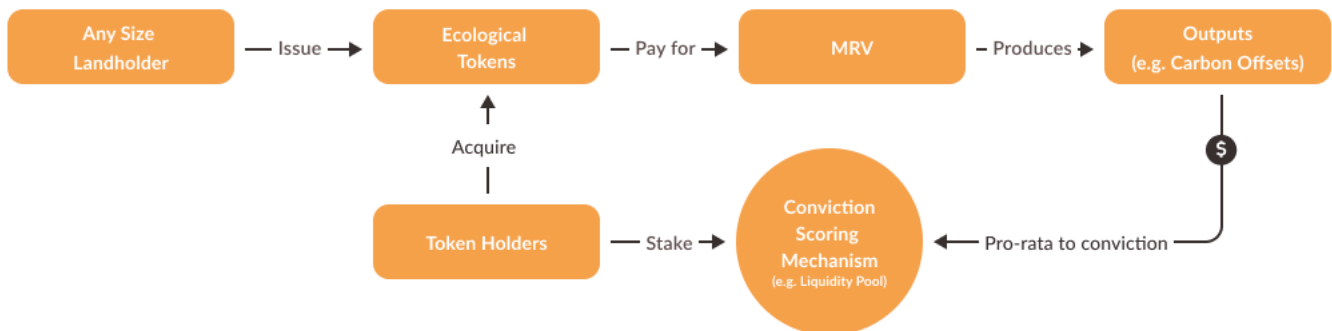 Any Size
Landholder
Issue
Ecological
Tokens
Pay for
MRV
Produces
Outputs
(e.g. Carbon Offsets)
Acquire
$
Token Holders
Stake
Conviction
Scoring
Mechanism
(e.g. Liquidity Pool)
Pro-rata to conviction